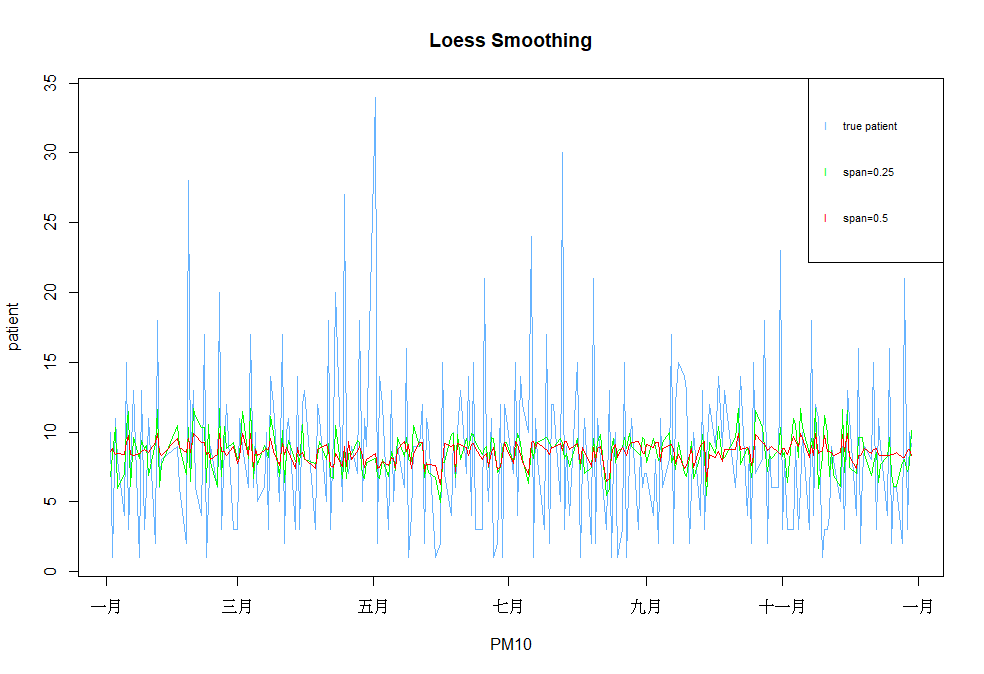 Loess Smoothing
true patient
span=0.25
span=0.5
patient
35
30
25
20
15
10
5
0
一月
三月
五月
七月
九月
十一月
一月
PM10